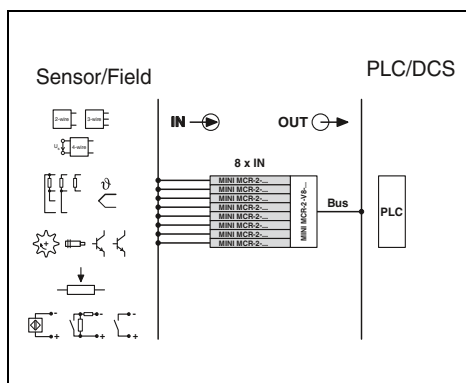 Sensor/Field
PLC/DCS
2-wire
3-wire
4-wire
IN
OUT
8 x IN
MINI MCR-2-...
MINI MCR-2-...
MINI MCR-2-...
MINI MCR-2-...
MINI MCR-2-...
MINI MCR-2-...
MINI MCR-2-...
MINI MCR-2-...
MINI MCR-2-V8-...
Bus
PLC
ϑ
+
-
+
-
+
-
+